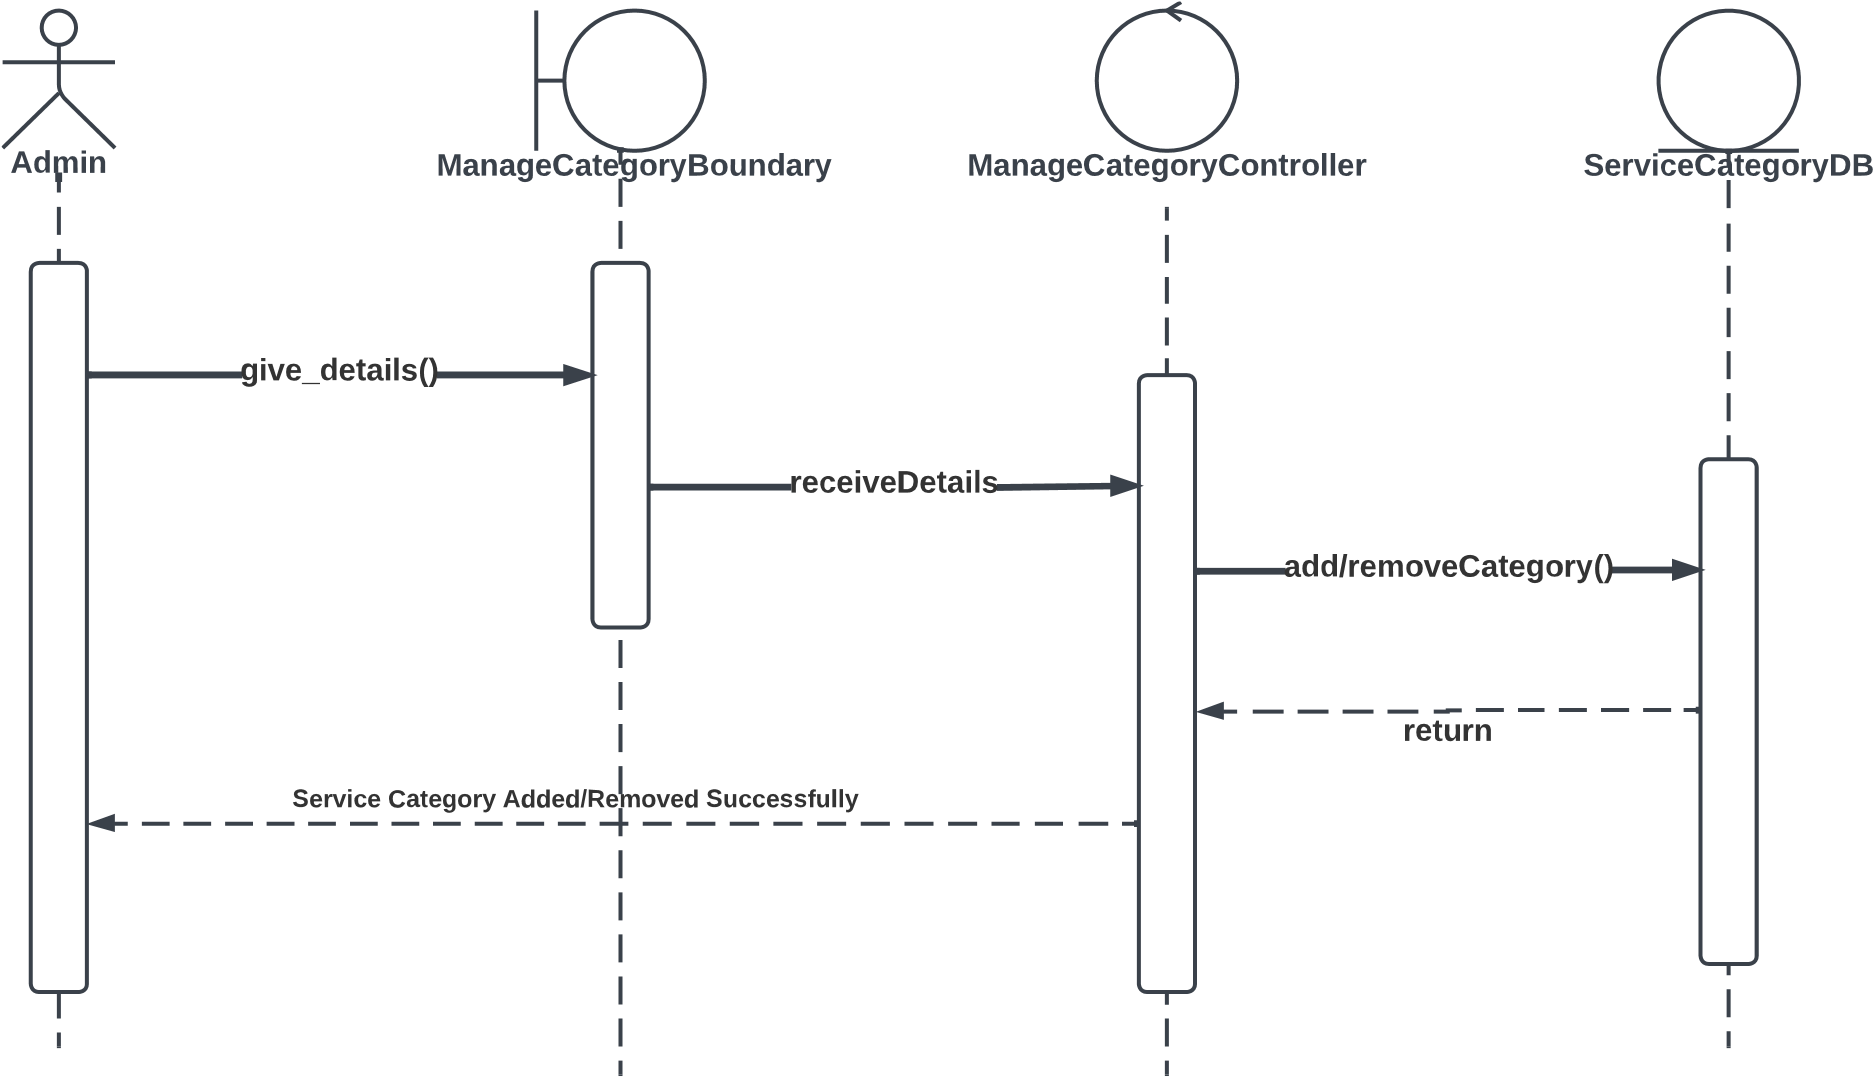 Admin
ManageCategoryBoundary
ManageCategoryController
ServiceCategoryDB
give_details()
receiveDetails
add/removeCategory()
return
Service Category Added/Removed Successfully